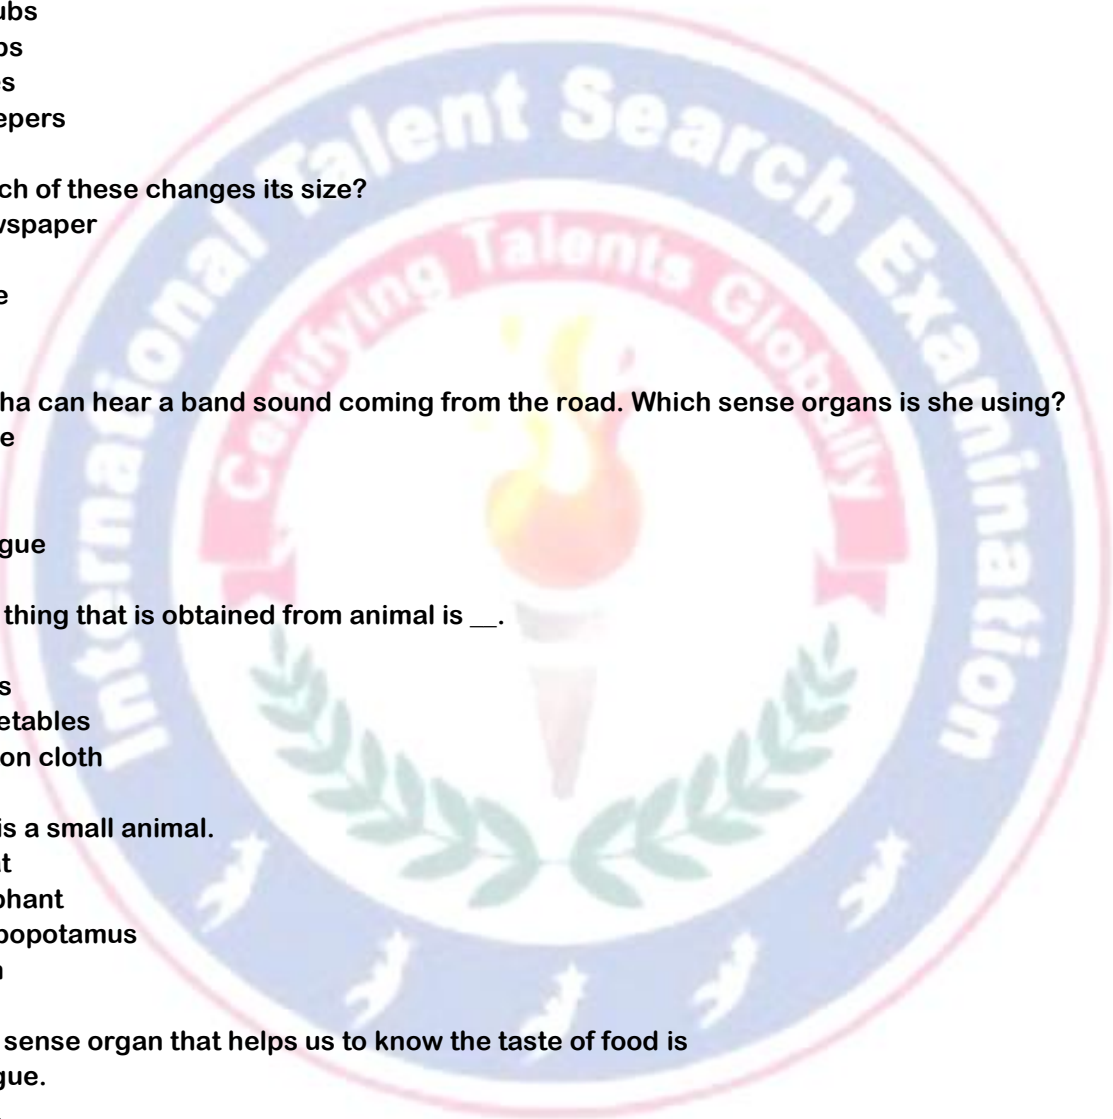 ubs
ps
es
epers
ch of these changes its size?
wspaper
e
ha can hear a band sound coming from the road. Which sense organs is she using?
e
gue
thing that is obtained from animal is __.
s
etables
on cloth
is a small animal.
at
phant
popotamus
n
sense organ that helps us to know the taste of food is
gue.
International Talent Search Examination
Certifying Talents Globally